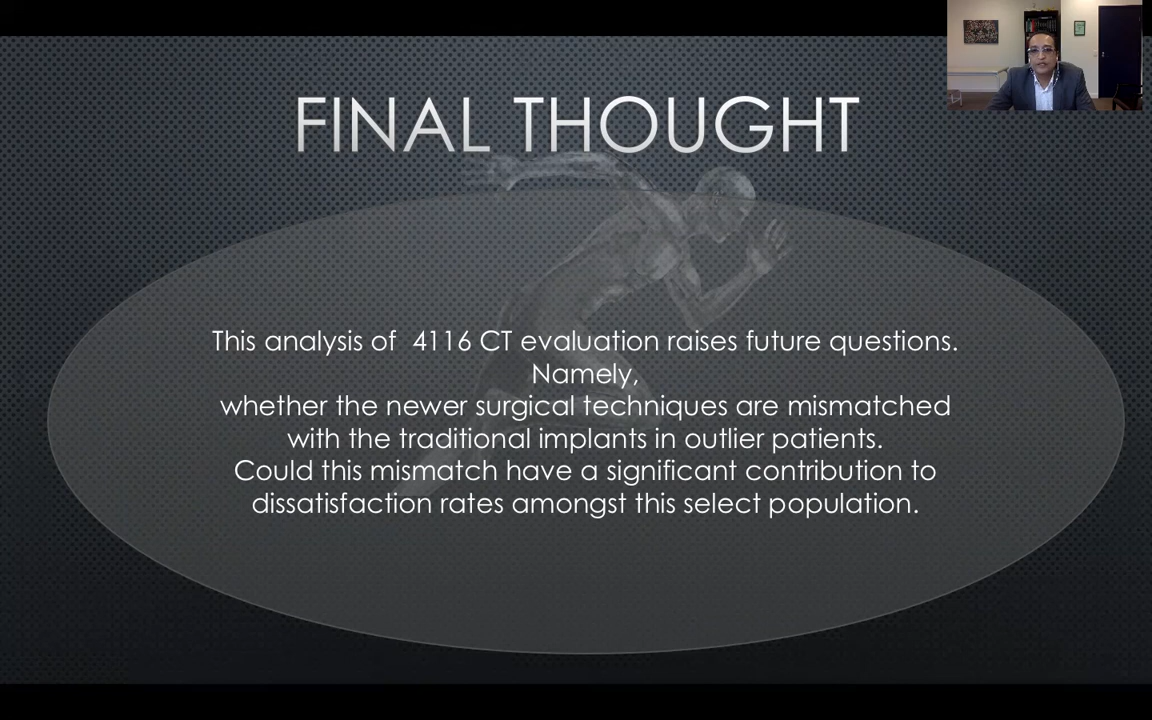 FINAL THOUGHT
This analysis of 4116 CT evaluation raises future questions.
Namely,
whether the newer surgical techniques are mismatched
with the traditional implants in outlier patients.
Could this mismatch have a significant contribution to
dissatisfaction rates amongst this select population.